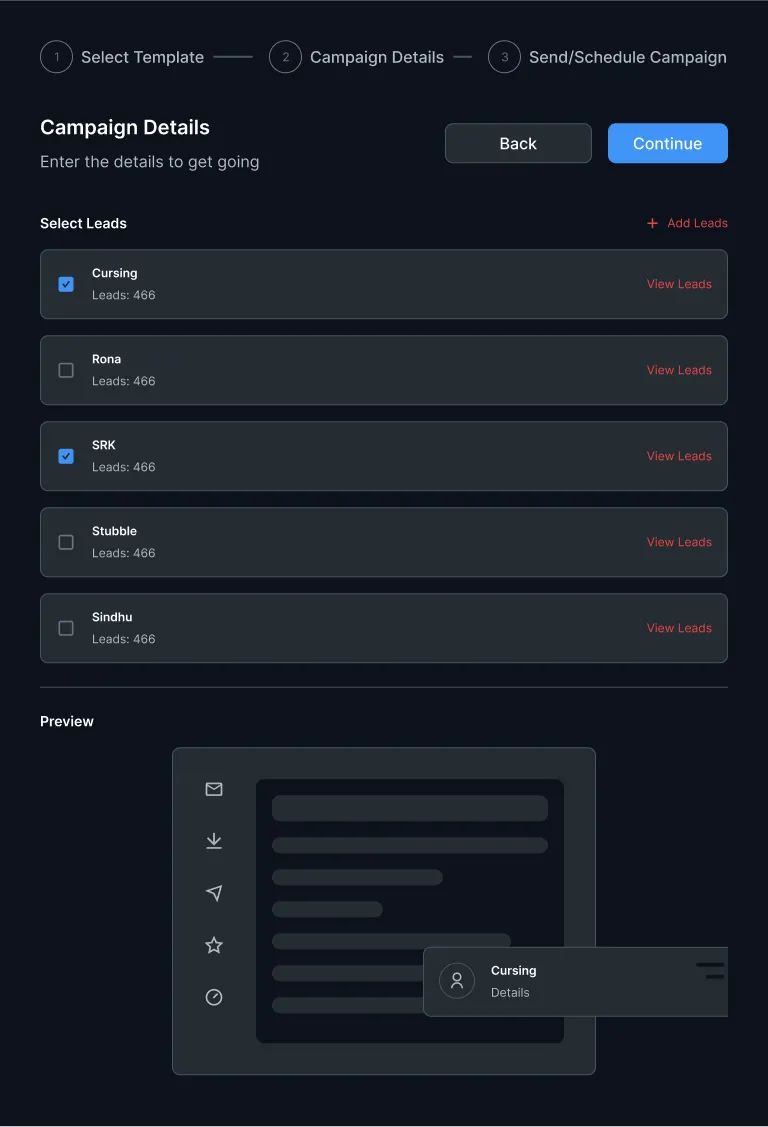 1 Select Template 2 Campaign Details 3 Send/Schedule Campaign
Campaign Details
Enter the details to get going
Back
Continue
Select Leads
+ Add Leads
Cursing
Leads: 466
View Leads
Rona
Leads: 466
View Leads
SRK
Leads: 466
View Leads
Stubble
Leads: 466
View Leads
Sindhu
Leads: 466
View Leads
Preview
Cursing
Details